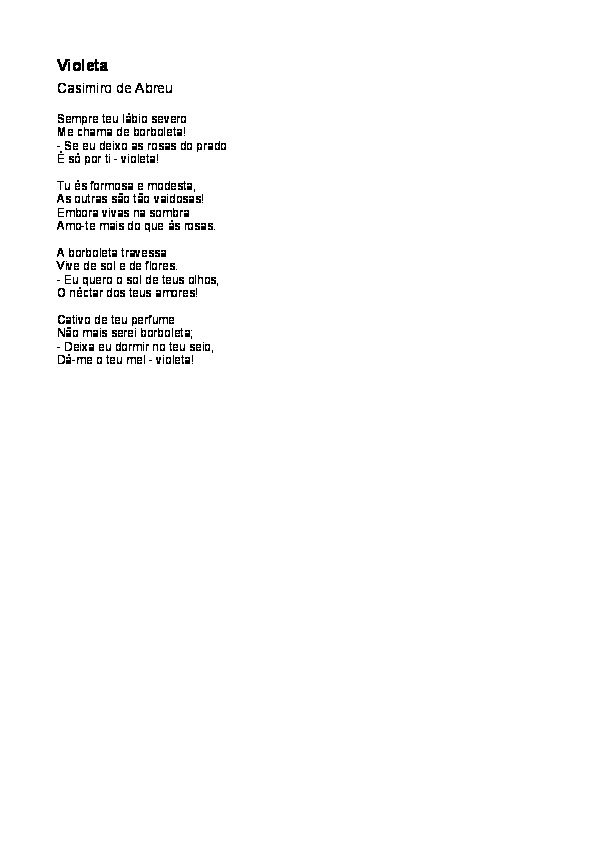 Violeta
Casimiro de Abreu
Sempre teu lábio severo
Me chama de borboleta!
- Se eu deixo as rosas do prado
É só por ti - violeta!
Tu és formosa e modesta,
As outras são tão vaidosas!
Embora vivas na sombra
Amo-te mais do que às rosas.
A borboleta travessa
Vive de sol e de flores.
- Eu quero o sol de teus olhos,
O néctar dos teus amores!
Cativo de teu perfume
Não mais serei borboleta;
- Deixa eu dormir no teu seio,
Dá-me o teu mel - violeta!